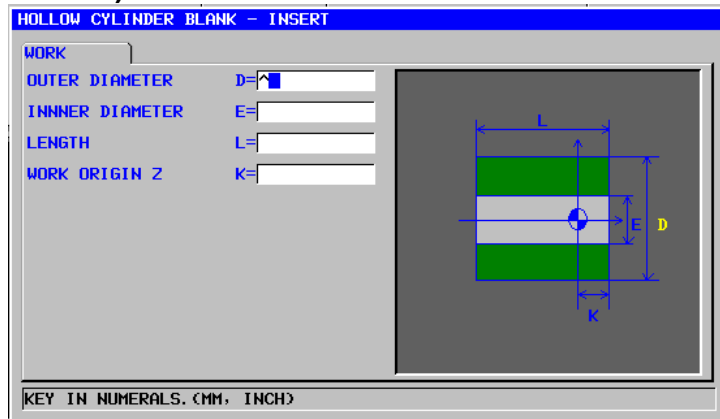 HOLLOW CYLINDER BLANK - INSERT
WORK
OUTER DIAMETER D=^
INNNER DIAMETER E=
LENGTH L=
WORK ORIGIN Z K=
L
E D
K
KEY IN NUMERALS.(MM, INCH)